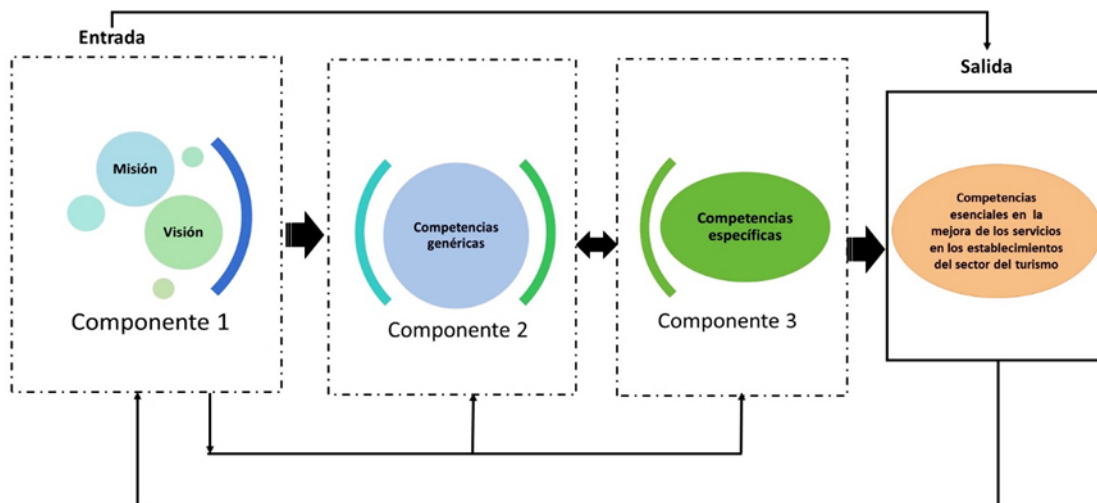 Entrada
Salida
Misión
Visión
Componente 1
Competencias
genéricas
Componente 2
Competencias
específicas
Componente 3
Competencias
esenciales en la
mejora de los servicios
en los establecimientos
del sector del turismo